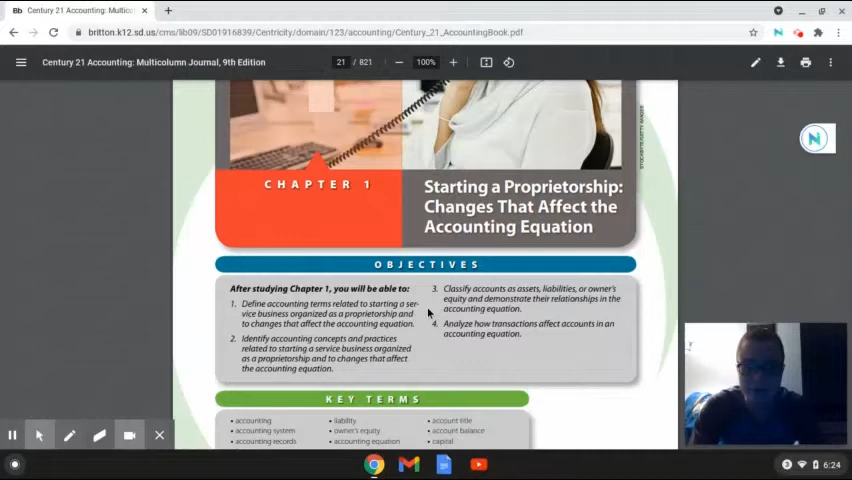 Bb Century 21 Accounting: Multicolu
britton.k12.sd.us/cms/lib09/SD01916839/Centricity/domain/123/accounting/Century_21_AccountingBook.pdf
Century 21 Accounting: Multicolumn Journal, 9th Edition
21 / 821
100%
CHAPTER 1
Starting a Proprietorship:
Changes That Affect the
Accounting Equation
OBJECTIVES
After studying Chapter 1, you will be able to:
1. Define accounting terms related to starting a ser-
vice business organized as a proprietorship and
to changes that affect the accounting equation.
2. Identify accounting concepts and practices
related to starting a service business organized
as a proprietorship and to changes that affect
the accounting equation.
3. Classify accounts as assets, liabilities, or owner's
equity and demonstrate their relationships in the
accounting equation.
4. Analyze how transactions affect accounts in an
accounting equation.
KEY TERMS
• accounting
• accounting system
• accounting records
• liability
• owner's equity
• accounting equation
• account title
• account balance
• capital
6:24